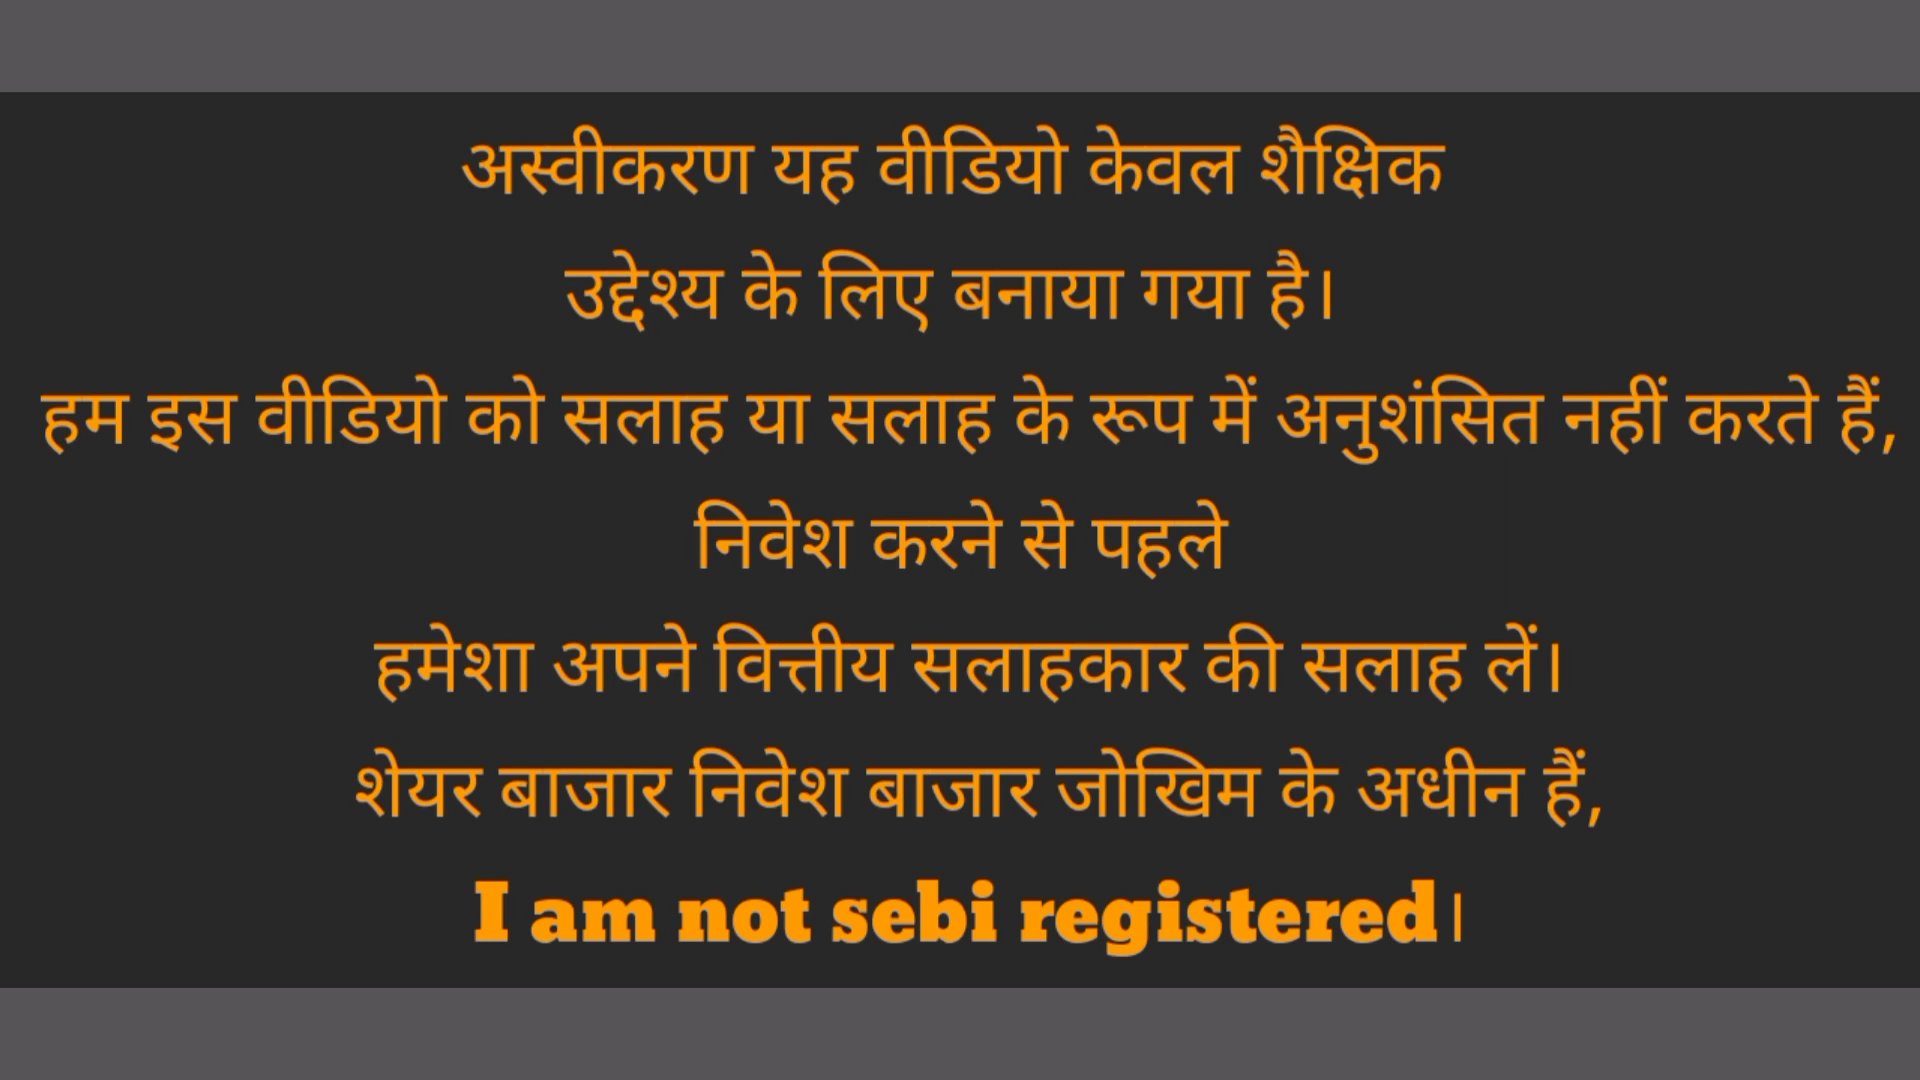 अस्वीकरण यह वीडियो केवल शैक्षिक
उद्देश्य के लिए बनाया गया है।
हम इस वीडियो को सलाह या सलाह के रूप में अनुशंसित नहीं करते हैं,
निवेश करने से पहले
हमेशा अपने वित्तीय सलाहकार की सलाह लें।
शेयर बाजार निवेश बाजार जोखिम के अधीन हैं,
I am not sebi registered।